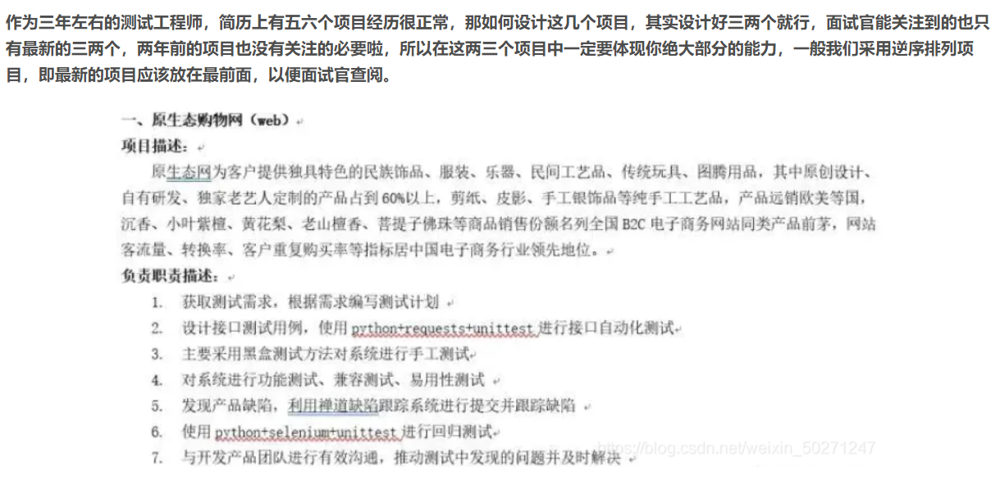 作为三年左右的测试工程师，简历上有五六个项目经历很正常，那如何设计这几个项目，其实设计好三两个就行，面试官能关注到的也只
有最新的三两个，两年前的项目也没有关注的必要啦，所以在这两三个项目中一定要体现你绝大部分的能力，一般我们采用逆序排列项
目，即最新的项目应该放在最前面，以便面试官查阅。
一、原生态购物网（web）
项目描述：
原生态网为客户提供独具特色的民族饰品、服装、乐器、民间工艺品、传统玩具、图腾用品，其中原创设计、
自有研发、独家老艺人定制的产品占到 60%以上，剪纸、皮影、手工银饰品等纯手工工艺品，产品远销欧美等国，
沉香、小叶紫檀、黄花梨、老山檀香、菩提子佛珠等商品销售份额名列全国 B2C 电子商务网站同类产品前茅，网站
客流量、转换率、客户重复购买率等指标居中国电子商务行业领先地位。
负责职责描述：
1. 获取测试需求，根据需求编写测试计划
2. 设计接口测试用例，使用 python+requests+unittest 进行接口自动化测试
3. 主要采用黑盒测试方法对系统进行手工测试
4. 对系统进行功能测试、兼容测试、易用性测试
5. 发现产品缺陷，利用禅道缺陷跟踪系统进行提交并跟踪缺陷
6. 使用 python+selenium+unittest 进行回归测试
7. 与开发产品团队进行有效沟通，推动测试中发现的问题并及时解决
https://blog.csdn.net/weixin_50271247